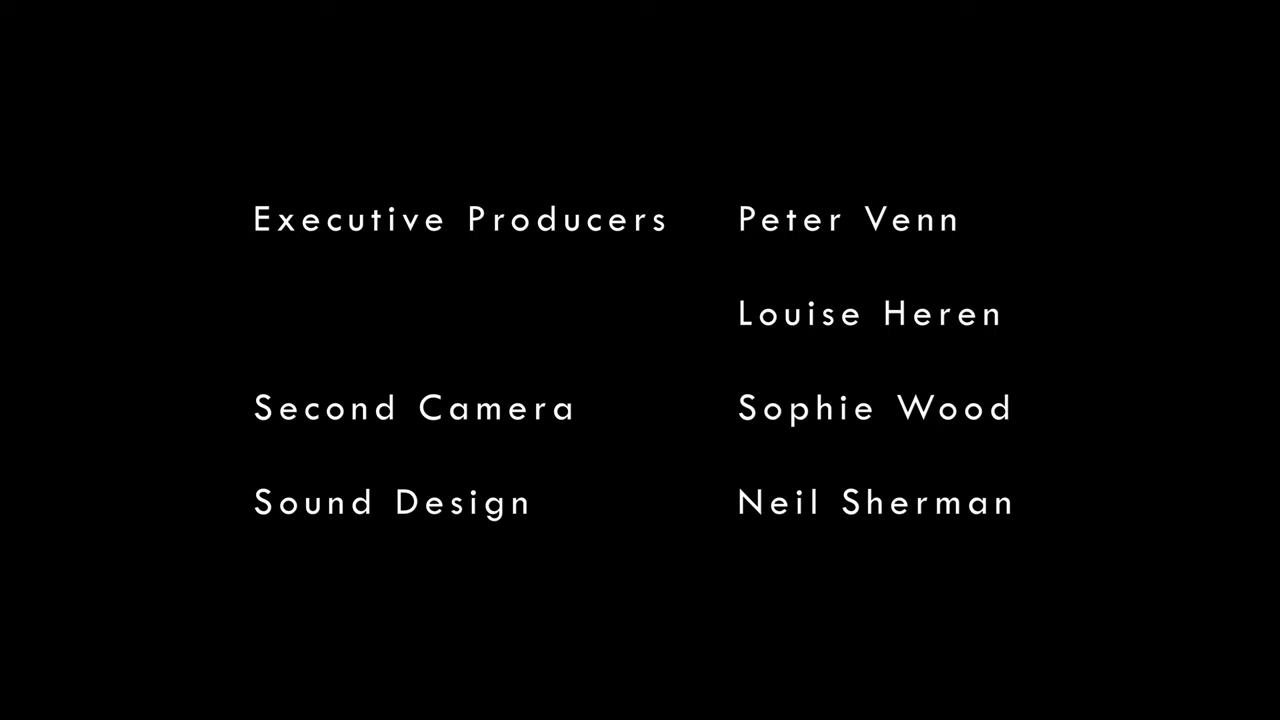 Executive Producers Peter Venn
Louise Heren
Second Camera Sophie Wood
Sound Design Neil Sherman